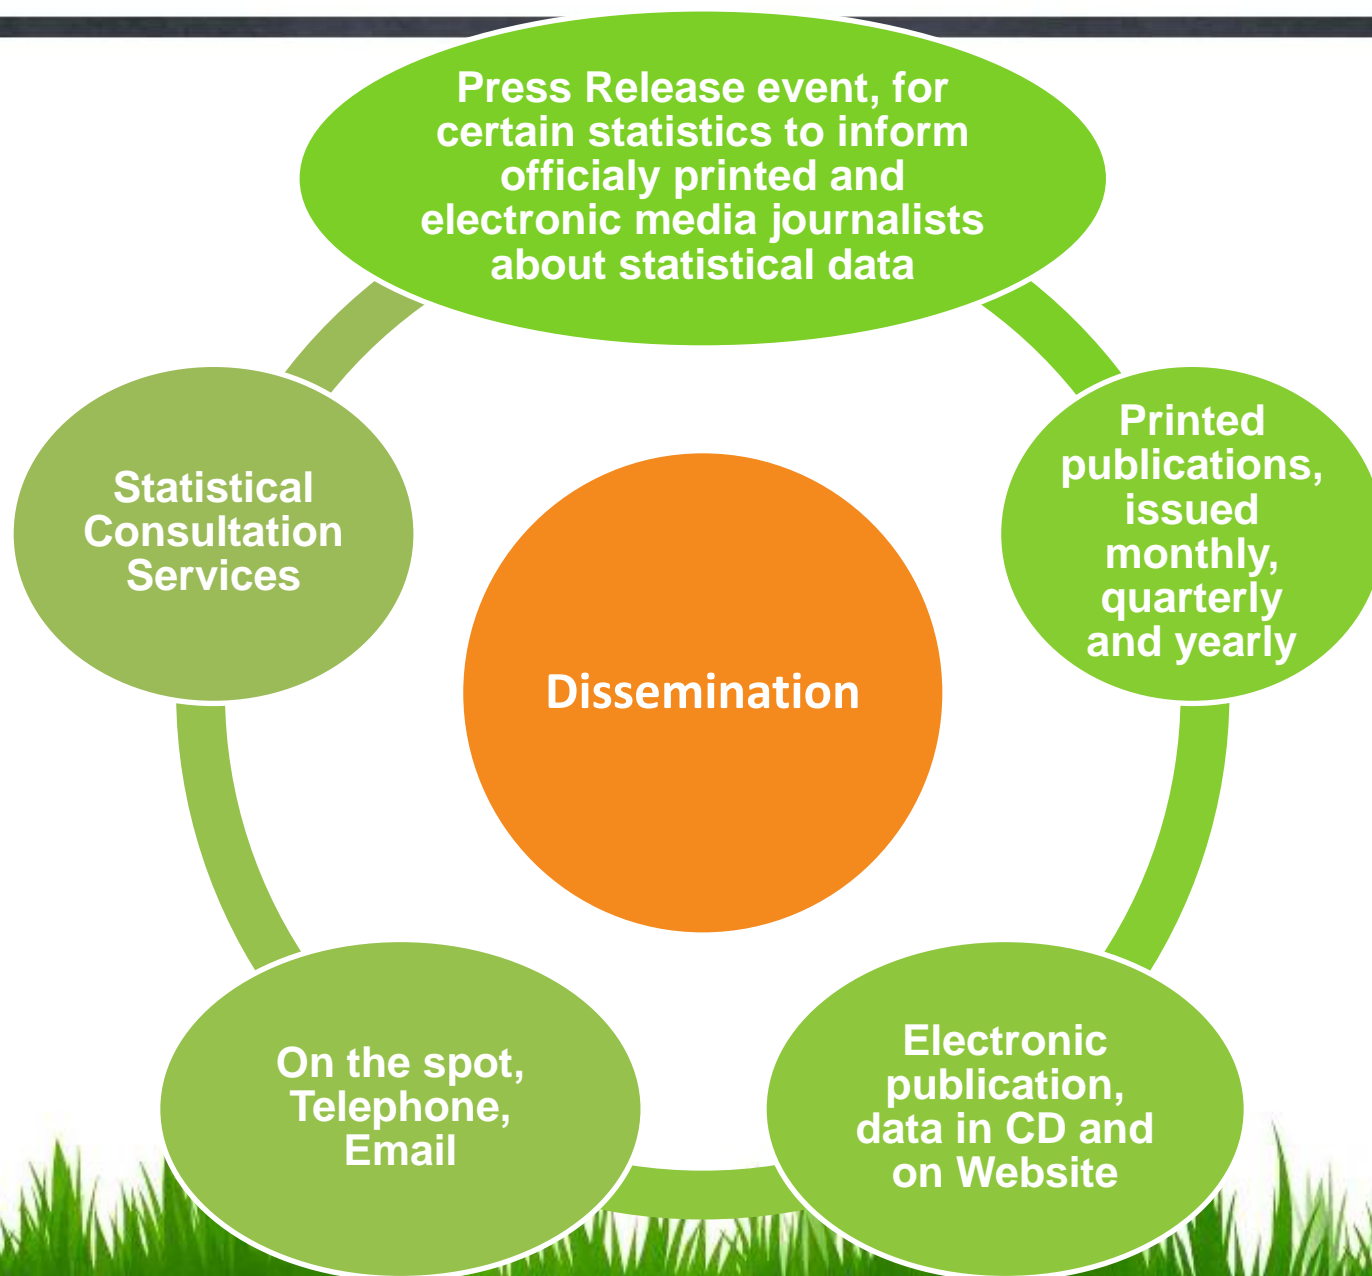 Press Release event, for
certain statistics to inform
officialy printed and
electronic media journalists
about statistical data
Printed
publications,
issued
monthly,
quarterly
and yearly
Electronic
publication,
data in CD and
on Website
On the spot,
Telephone,
Email
Statistical
Consultation
Services
Dissemination